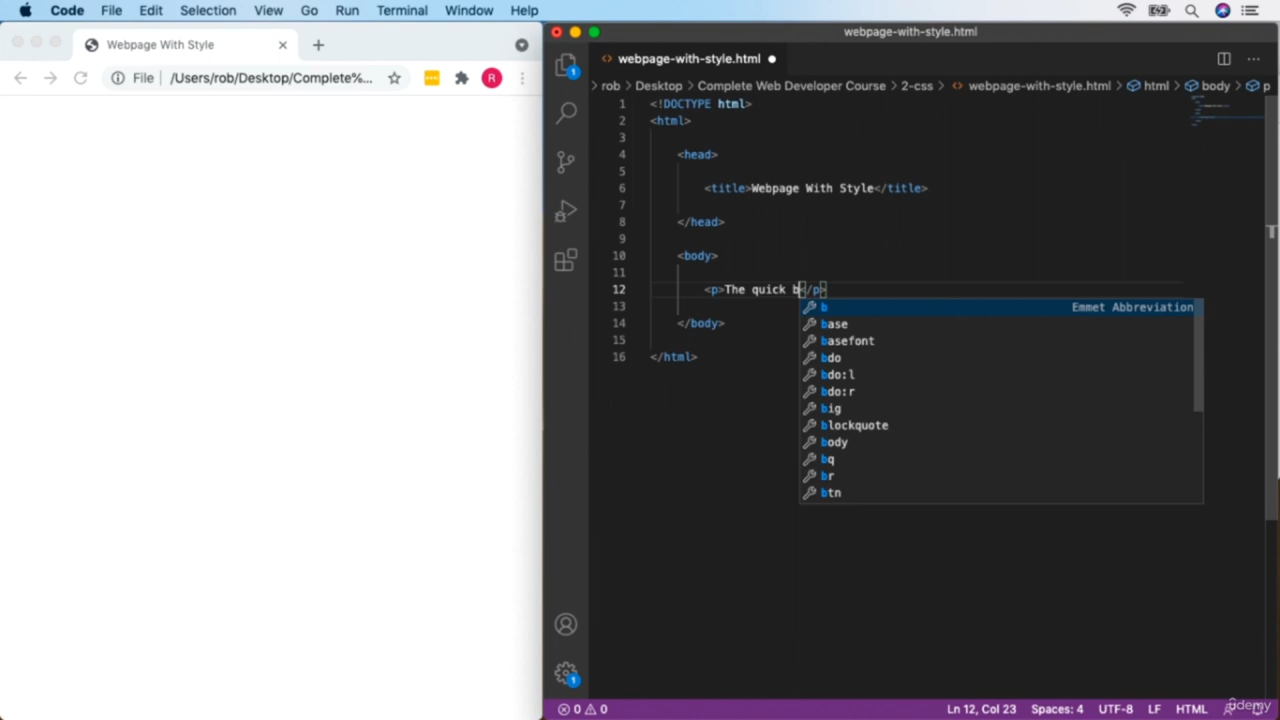 Code File Edit Selection View Go Run Terminal Window Help
Webpage With Style
File /Users/rob/Desktop/Complete%...
R
webpage-with-style.html
webpage-with-style.html
rob Desktop Complete Web Developer Course 2-css webpage-with-style.html html body p
1 <!DOCTYPE html>
2 <html>
3
4 <head>
5
6 <title>Webpage With Style</title>
7
8 </head>
9
10 <body>
11
12 <p>The quick b</p>
13
14 </body>
15
16 </html>
b Emmet Abbreviation
base
basefont
bdo
bdo:l
bdo:r
big
blockquote
body
bq
br
btn
1
1
0 0 Ln 12, Col 23 Spaces: 4 UTF-8 LF HTML
udemy